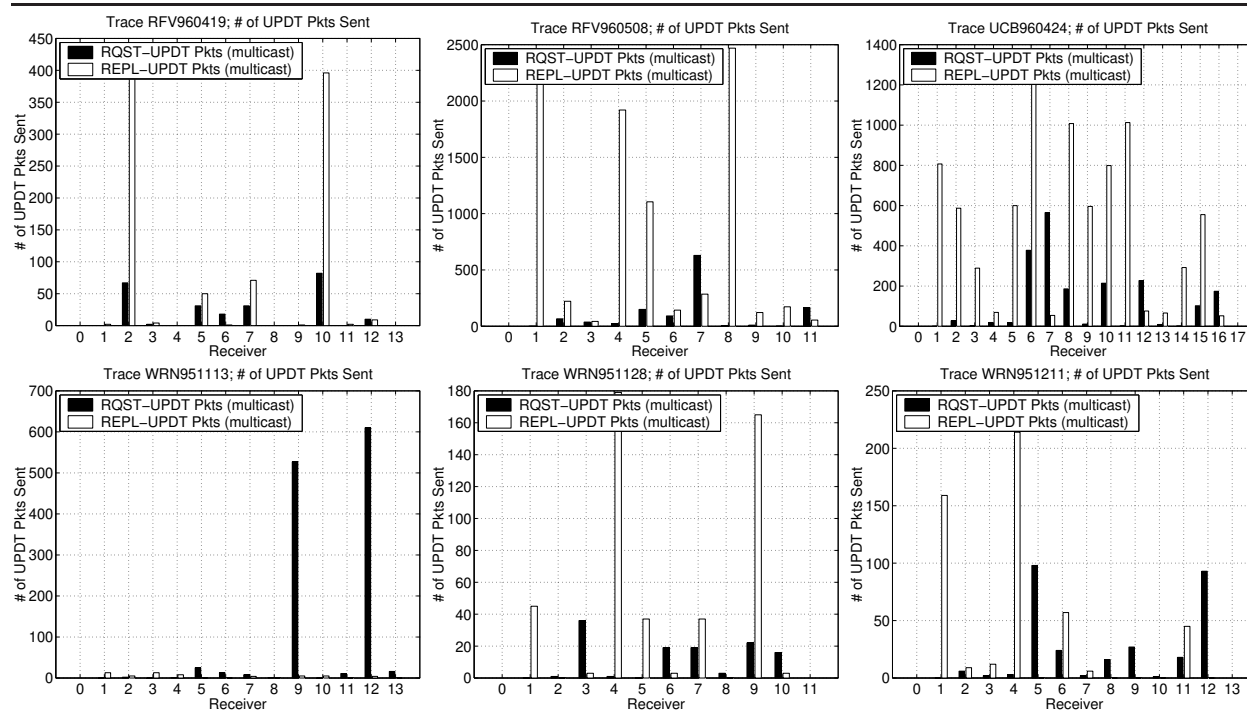 Trace RFV960419; # of UPDT Pkts Sent
450
400
350
300
250
200
150
100
50
0
# of UPDT Pkts Sent
RQST−UPDT Pkts (multicast)
REPL−UPDT Pkts (multicast)
0 1 2 3 4 5 6 7 8 9 10 11 12 13
Receiver
Trace RFV960508; # of UPDT Pkts Sent
2500
2000
1500
1000
500
0
# of UPDT Pkts Sent
RQST−UPDT Pkts (multicast)
REPL−UPDT Pkts (multicast)
0 1 2 3 4 5 6 7 8 9 10 11
Receiver
Trace UCB960424; # of UPDT Pkts Sent
1400
1200
1000
800
600
400
200
0
# of UPDT Pkts Sent
RQST−UPDT Pkts (multicast)
REPL−UPDT Pkts (multicast)
0 1 2 3 4 5 6 7 8 9 10 11 12 13 14 15 16 17
Receiver
Trace WRN951113; # of UPDT Pkts Sent
700
600
500
400
300
200
100
0
# of UPDT Pkts Sent
RQST−UPDT Pkts (multicast)
REPL−UPDT Pkts (multicast)
0 1 2 3 4 5 6 7 8 9 10 11 12 13
Receiver
Trace WRN951128; # of UPDT Pkts Sent
180
160
140
120
100
80
60
40
20
0
# of UPDT Pkts Sent
RQST−UPDT Pkts (multicast)
REPL−UPDT Pkts (multicast)
0 1 2 3 4 5 6 7 8 9 10 11
Receiver
Trace WRN951211; # of UPDT Pkts Sent
250
200
150
100
50
0
# of UPDT Pkts Sent
RQST−UPDT Pkts (multicast)
REPL−UPDT Pkts (multicast)
0 1 2 3 4 5 6 7 8 9 10 11 12 13
Receiver